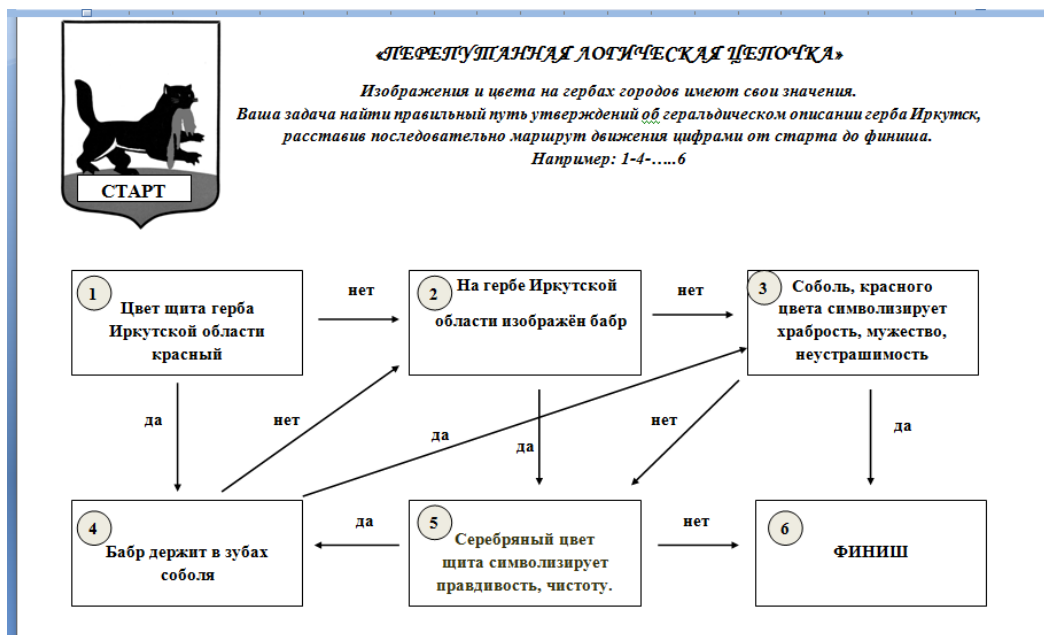 «ПЕРЕПУТАННАЯ ЛОГИЧЕСКАЯ ЦЕПОЧКА»
Изображения и цвета на гербах городов имеют свои значения.
Ваша задача найти правильный путь утверждений об геральдическом описании герба Иркутск,
расставив последовательно маршрут движения цифрами от старта до финиша.
Например: 1-4-…..6
СТАРТ
1
Цвет щита герба
Иркутской области
красный
нет
2
На гербе Иркутской
области изображён бабр
нет
3
Соболь, красного
цвета символизирует
храбрость, мужество,
неустрашимость
да
нет
да
да
нет
да
4
Бабр держит в зубах
соболя
да
5
Серебряный цвет
щита символизирует
правдивость, чистоту.
нет
6
ФИНИШ